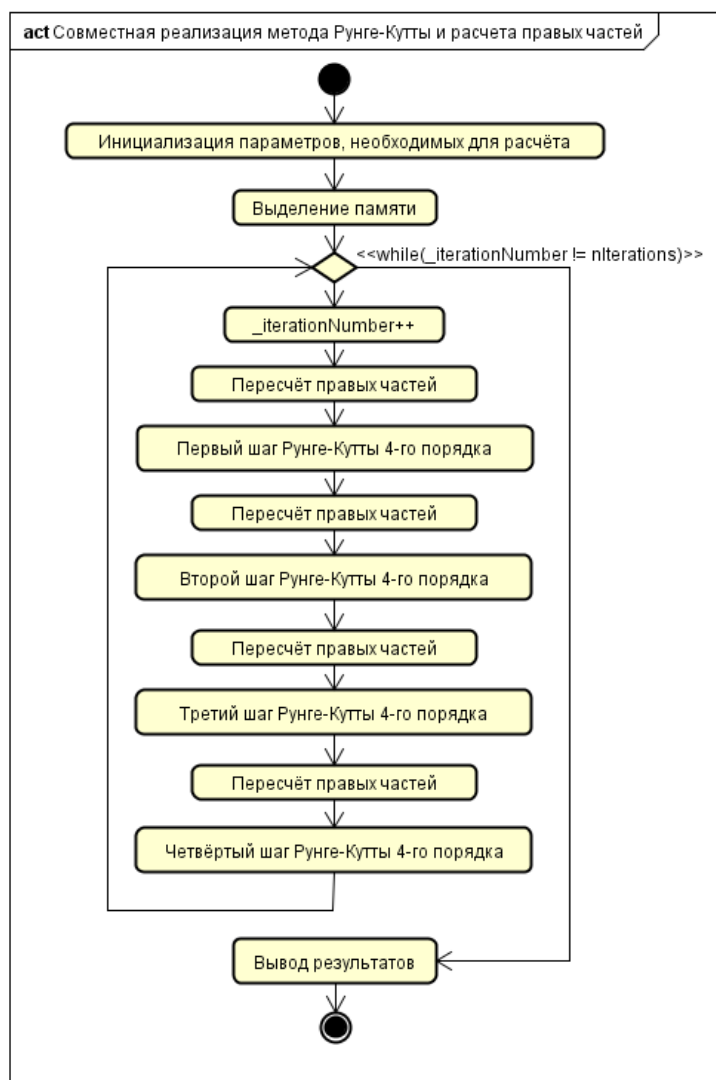 act Совместная реализация метода Рунге-Кутты и расчета правых частей
Инициализация параметров, необходимых для расчёта
Выделение памяти
<<while(_iterationNumber != nIterations)>>
_iterationNumber++
Пересчёт правых частей
Первый шаг Рунге-Кутты 4-го порядка
Пересчёт правых частей
Второй шаг Рунге-Кутты 4-го порядка
Пересчёт правых частей
Третий шаг Рунге-Кутты 4-го порядка
Пересчёт правых частей
Четвёртый шаг Рунге-Кутты 4-го порядка
Вывод результатов